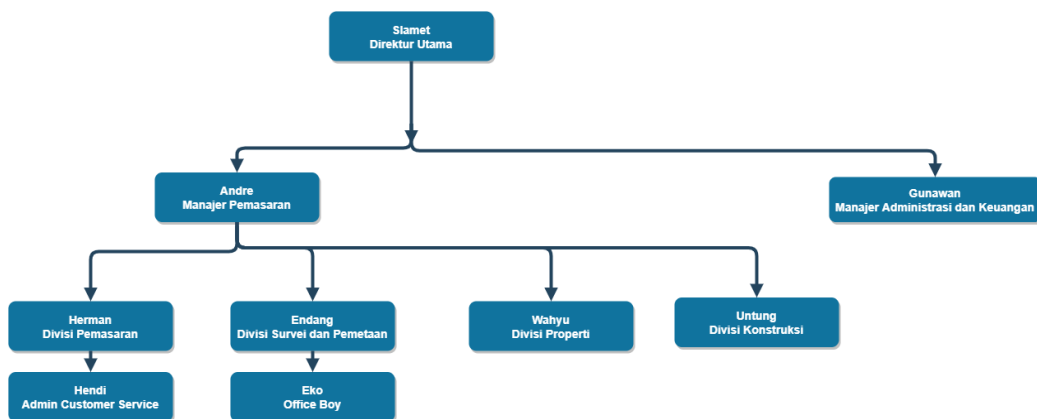 Slamet
Direktur Utama
Andre
Manajer Pemasaran
Gunawan
Manajer Administrasi dan Keuangan
Herman
Divisi Pemasaran
Endang
Divisi Survei dan Pemetaan
Wahyu
Divisi Properti
Untung
Divisi Konstruksi
Hendi
Admin Customer Service
Eko
Office Boy